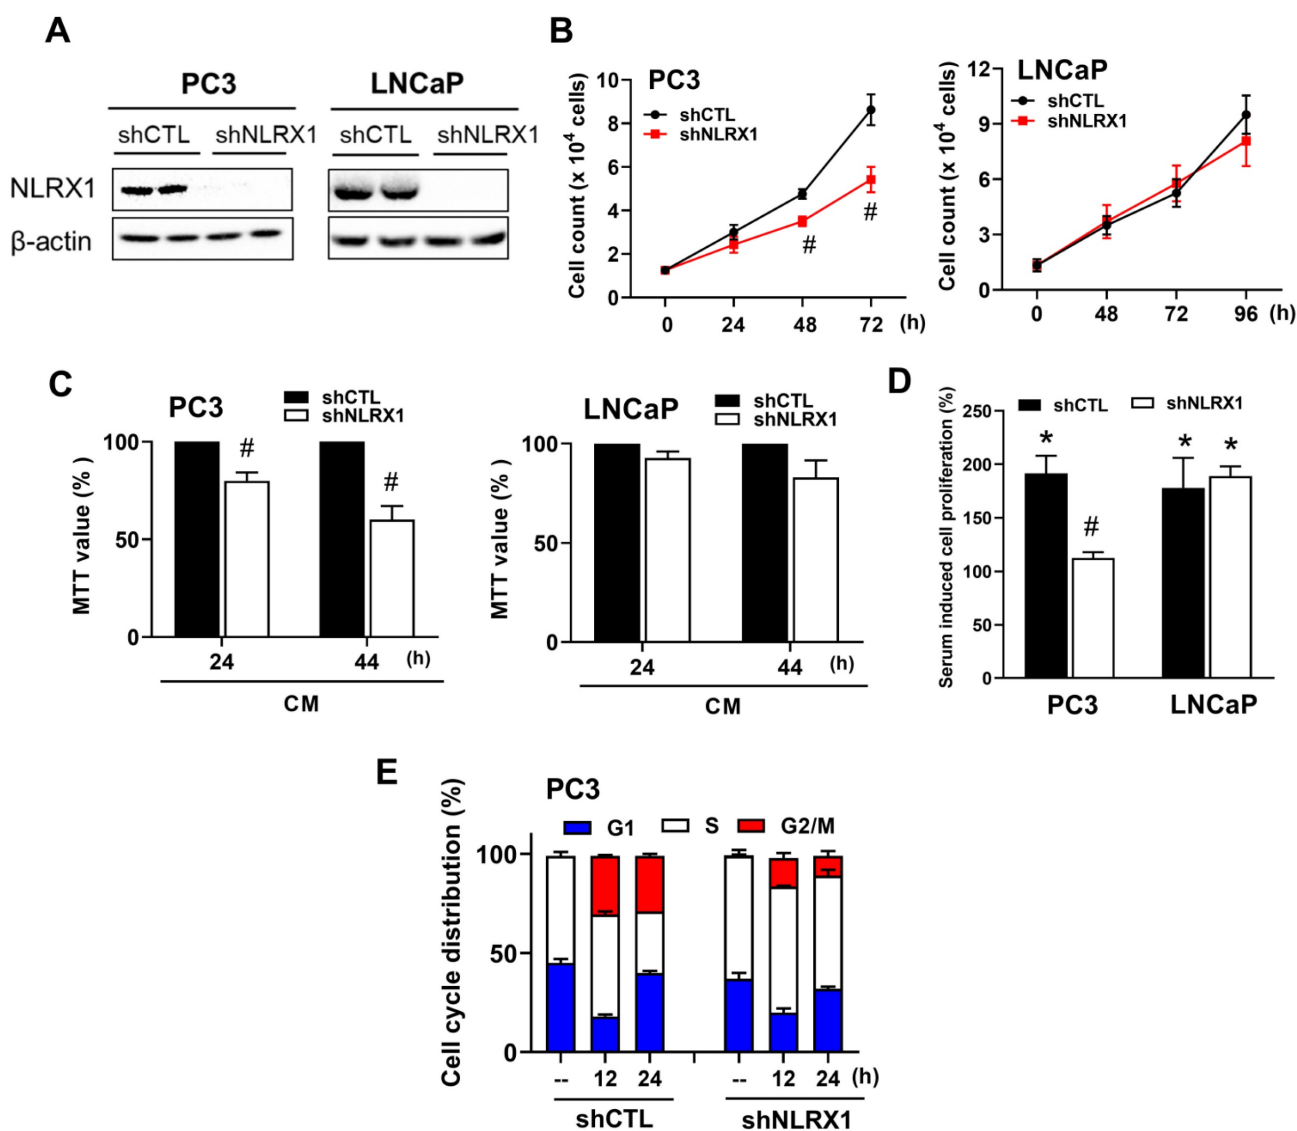 A
PC3
LNCaP
shCTL
shNLRX1
shCTL
shNLRX1
NLRX1
β-actin
B
PC3
shCTL
shNLRX1
Cell count (x 10⁴ cells)
10
8
6
4
2
0
#
#
0
24
48
72
(h)
LNCaP
shCTL
shNLRX1
Cell count (x 10⁴ cells)
12
9
6
3
0
0
48
72
96
(h)
C
PC3
shCTL
shNLRX1
MTT value (% )
100
50
0
#
#
24
44
(h)
CM
LNCaP
shCTL
shNLRX1
MTT value (% )
100
50
0
24
44
(h)
CM
D
shCTL
shNLRX1
Serum induced cell proliferation (%)
250
200
150
100
50
0
*
#
*
*
PC3
LNCaP
E
PC3
G1
S
G2/M
Cell cycle distribution (%)
100
50
0
--
12
24
--
12
24
(h)
shCTL
shNLRX1